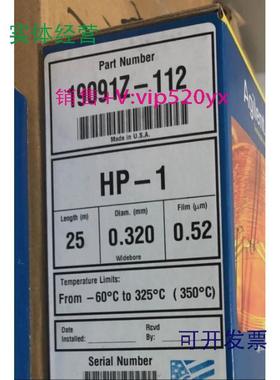 实体经营
Part Number
19091Z-112
销售+V:vip520yx
Made in U.S.A.
Agilent
HP-1
Length (m) Diam. (mm) Film (µm)
25 0.320 0.52
Widebore
Temperature Limits:
From -60°C to 325°C (350°C)
Date Installed: Rcvd By:
可开发票
Serial Number